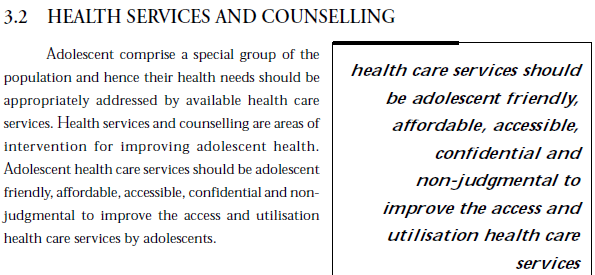 3.2 HEALTH SERVICES AND COUNSELLING
Adolescent comprise a special group of the
population and hence their health needs should be
appropriately addressed by available health care
services. Health services and counselling are areas of
intervention for improving adolescent health.
Adolescent health care services should be adolescent
friendly, affordable, accessible, confidential and non-
judgmental to improve the access and utilisation
health care services by adolescents.
health care services should
be adolescent friendly,
affordable, accessible,
confidential and
non-judgmental to
improve the access and
utilisation health care
services